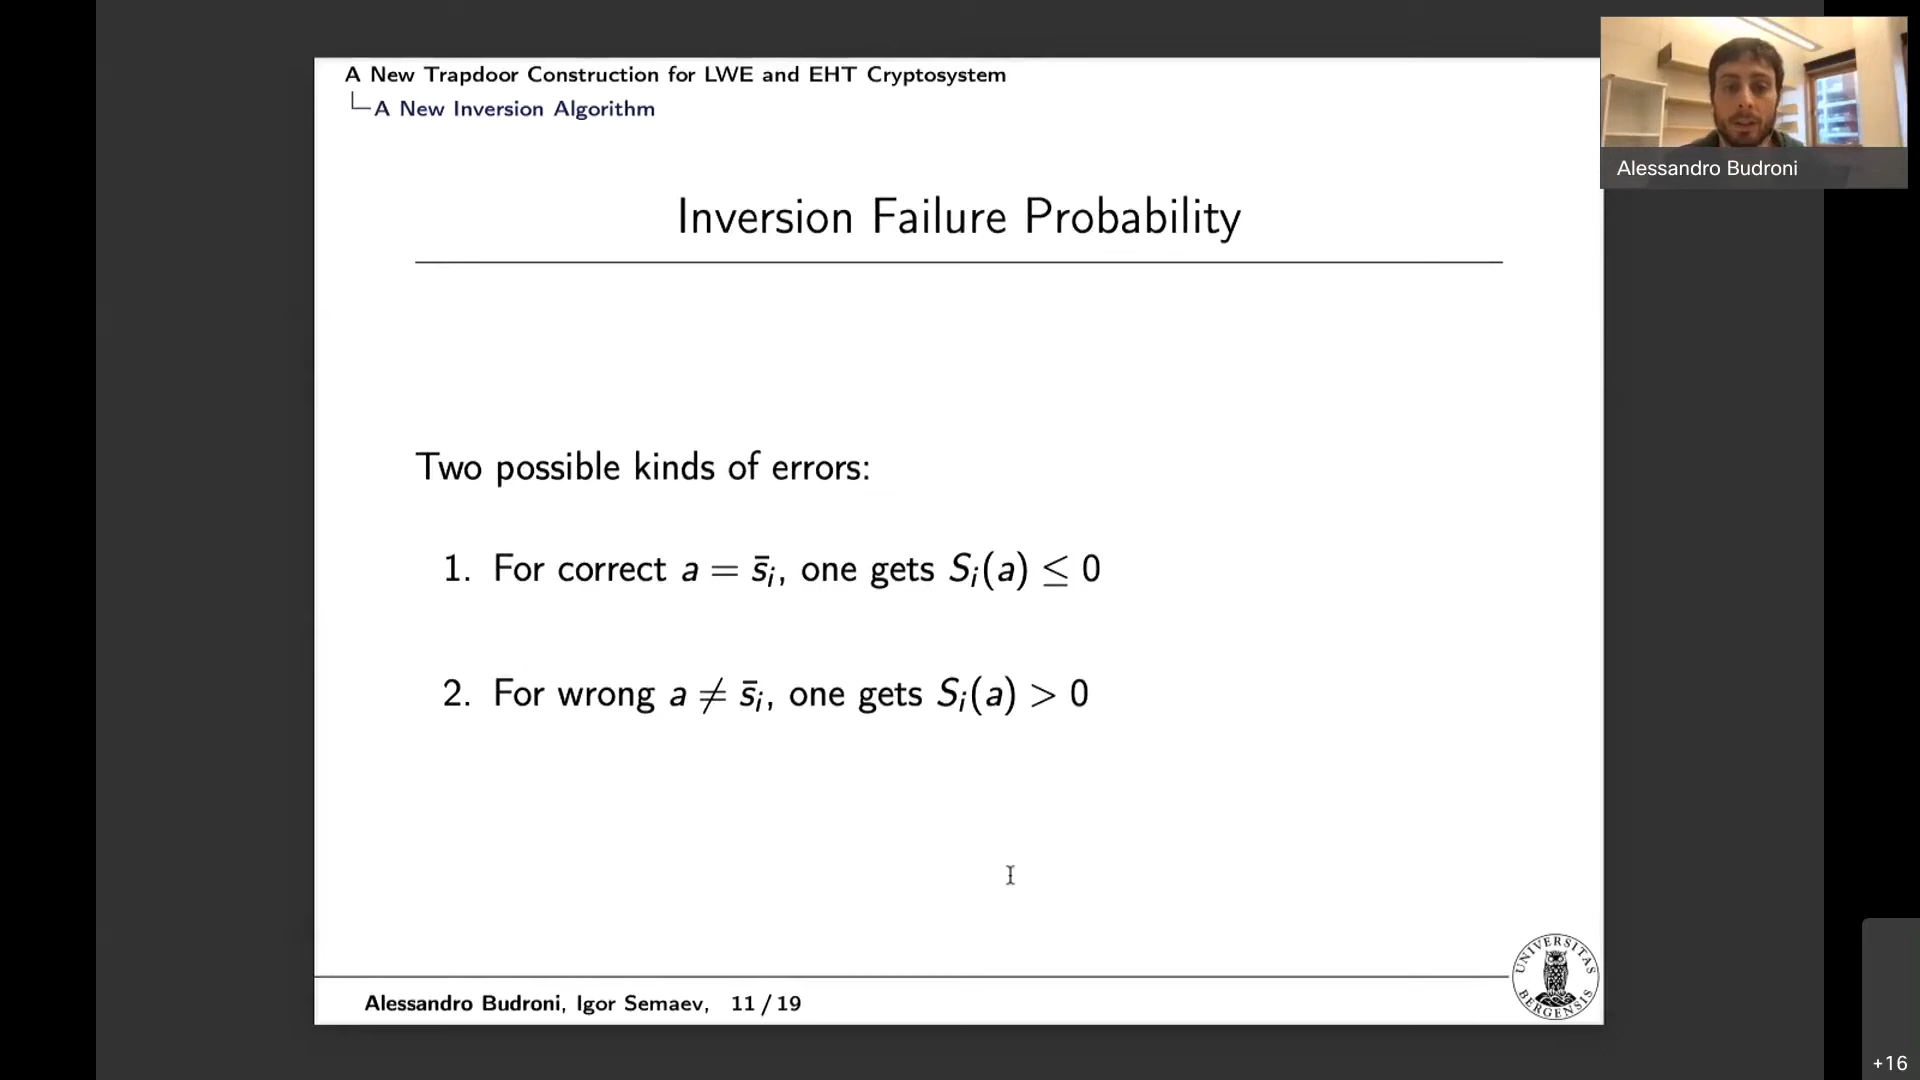 A New Trapdoor Construction for LWE and EHT Cryptosystem
A New Inversion Algorithm
Alessandro Budroni
Inversion Failure Probability
Two possible kinds of errors:
1. For correct a = s̄ᵢ, one gets Sᵢ(a) ≤ 0
2. For wrong a ≠ s̄ᵢ, one gets Sᵢ(a) > 0
Alessandro Budroni, Igor Semaev, 11 / 19
UNIVERSITAS
BERGENSIS
+16